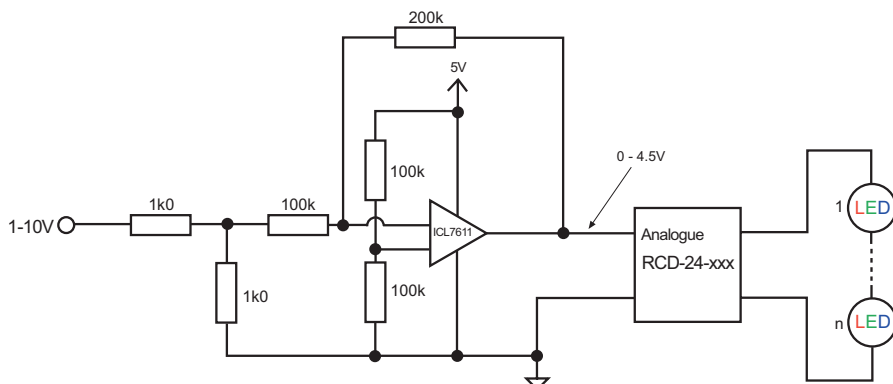 200k
5V
100k
0 - 4.5V
1k0
100k
1-10V
ICL7611
1
LED
Analogue
RCD-24-xxx
1k0
100k
n
LED